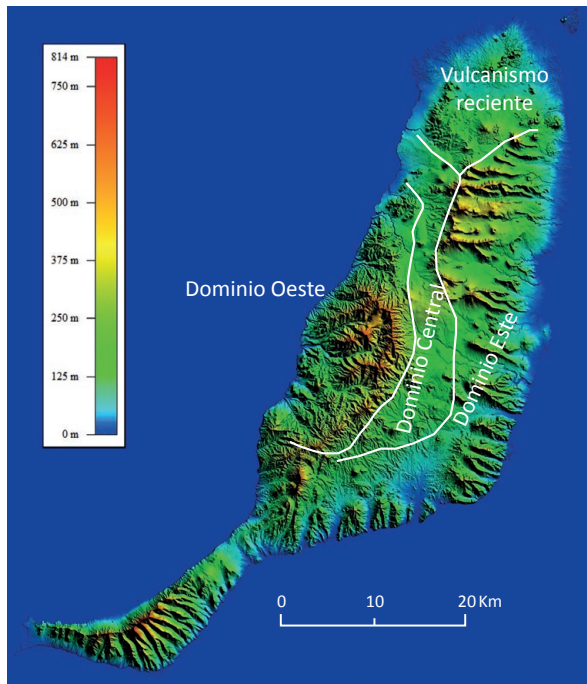 814 m
750 m
625 m
500 m
375 m
250 m
125 m
0 m
Vulcanismo
reciente
Dominio Oeste
Dominio Central
Dominio Este
0 10 20 Km